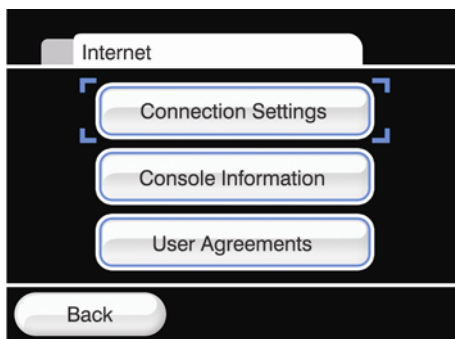 Internet
Connection Settings
Console Information
User Agreements
Back